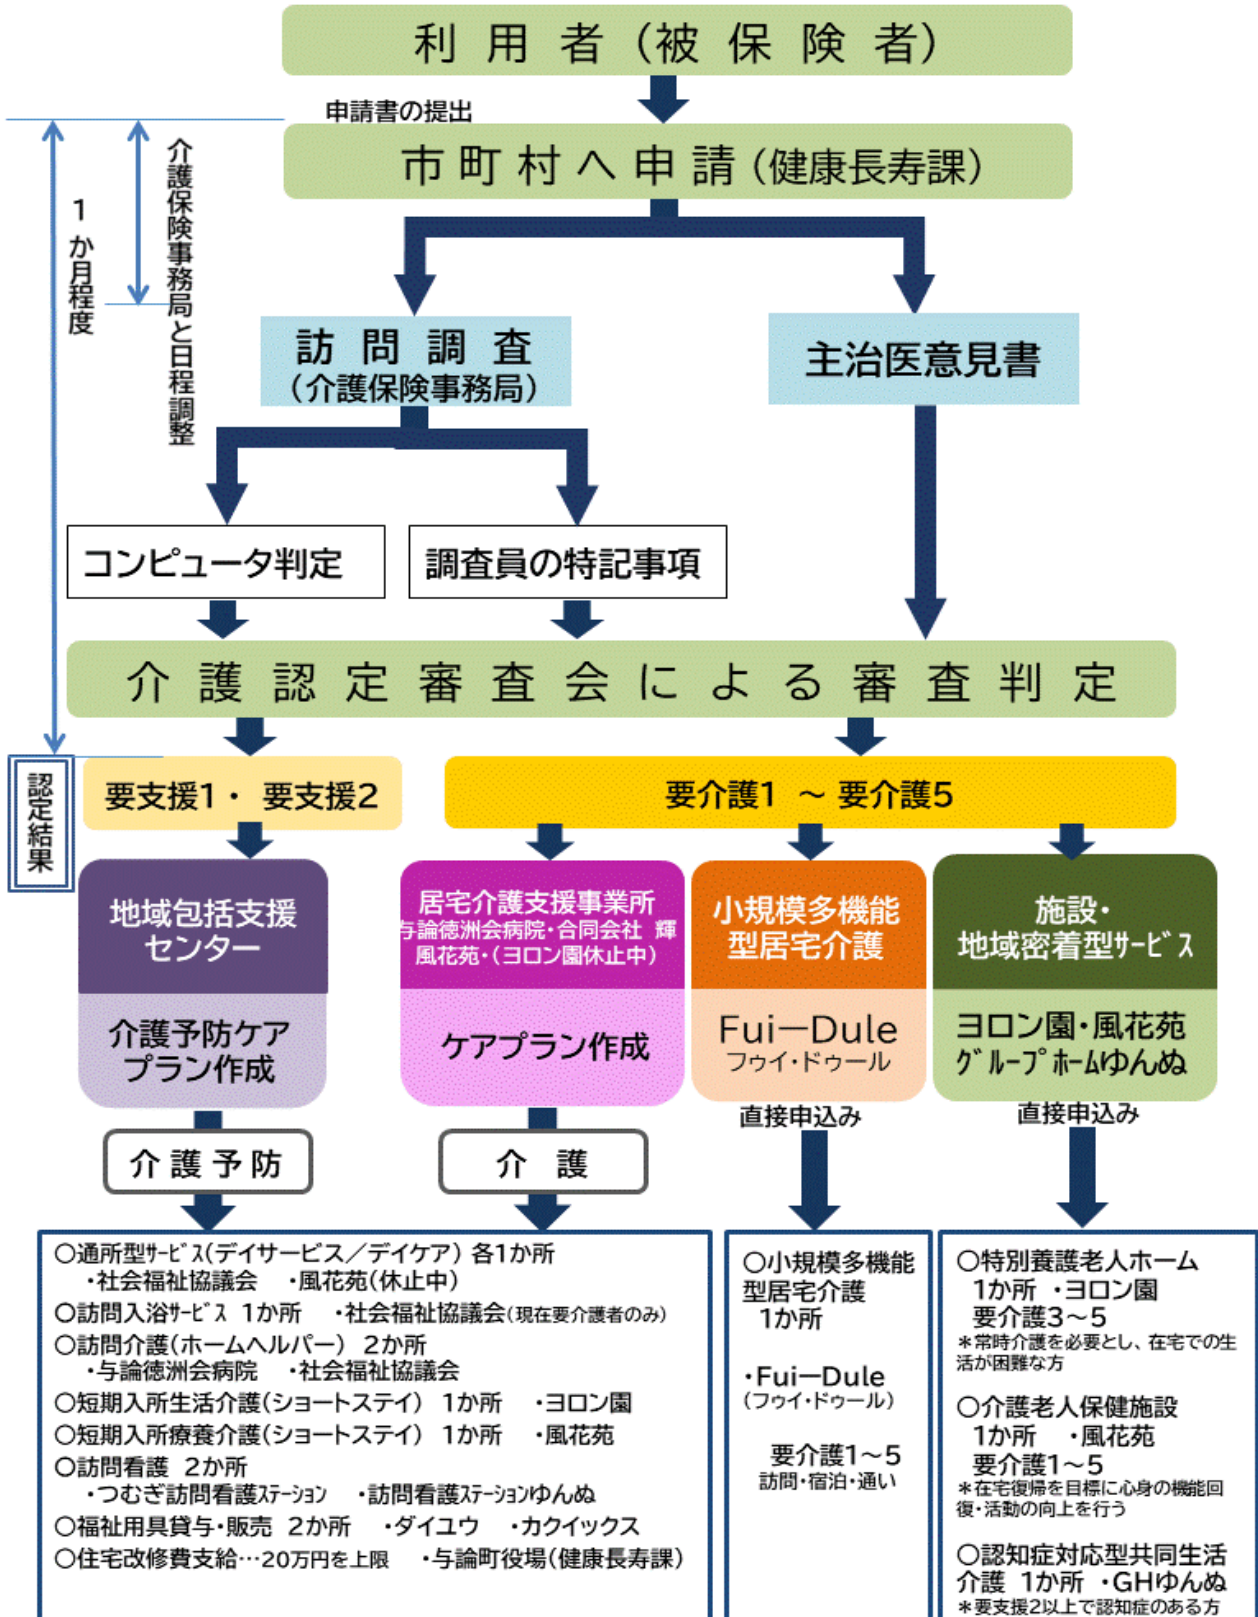 利用者（被保険者）
申請書の提出
市町村へ申請（健康長寿課）
1か月程度
介護保険事務局と日程調整
訪問調査
（介護保険事務局）
主治医意見書
コンピュータ判定
調査員の特記事項
介護認定審査会による審査判定
認定結果
要支援1・ 要支援2
要介護1 ～ 要介護5
地域包括支援
センター
介護予防ケア
プラン作成
居宅介護支援事業所
与論徳洲会病院・合同会社 輝
風花苑・（ヨロン園休止中）
ケアプラン作成
小規模多機能
型居宅介護
Fui－Dule
フゥイ・ドゥール
施設・
地域密着型ｻｰﾋﾞｽ
ヨロン園・風花苑
ｸﾞﾙｰﾌﾟﾎｰﾑゆんぬ
介護予防
介 護
直接申込み
直接申込み
〇通所型ｻｰﾋﾞｽ（デイサービス／デイケア） 各1か所
・社会福祉協議会 ・風花苑（休止中）
〇訪問入浴ｻｰﾋﾞｽ 1か所 ・社会福祉協議会（現在要介護者のみ）
〇訪問介護（ホームヘルパー） 2か所
・与論徳洲会病院 ・社会福祉協議会
〇短期入所生活介護（ショートステイ） 1か所 ・ヨロン園
〇短期入所療養介護（ショートステイ） 1か所 ・風花苑
〇訪問看護 2か所
・つむぎ訪問看護ｽﾃｰｼｮﾝ ・訪問看護ｽﾃｰｼｮﾝゆんぬ
〇福祉用具貸与・販売 2か所 ・ダイユウ ・カクイックス
〇住宅改修費支給…20万円を上限 ・与論町役場（健康長寿課）
〇小規模多機能
型居宅介護
1か所
・Fui－Dule
（フゥイ・ドゥール）
要介護1～5
訪問・宿泊・通い
〇特別養護老人ホーム
1か所 ・ヨロン園
要介護3～5
＊常時介護を必要とし、在宅での生
活が困難な方
〇介護老人保健施設
1か所 ・風花苑
要介護1～5
＊在宅復帰を目標に心身の機能回
復・活動の向上を行う
〇認知症対応型共同生活
介護 1か所 ・GHゆんぬ
＊要支援2以上で認知症のある方